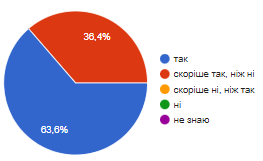 36,4%
63,6%
так
скоріше так, ніж ні
скоріше ні, ніж так
ні
не знаю